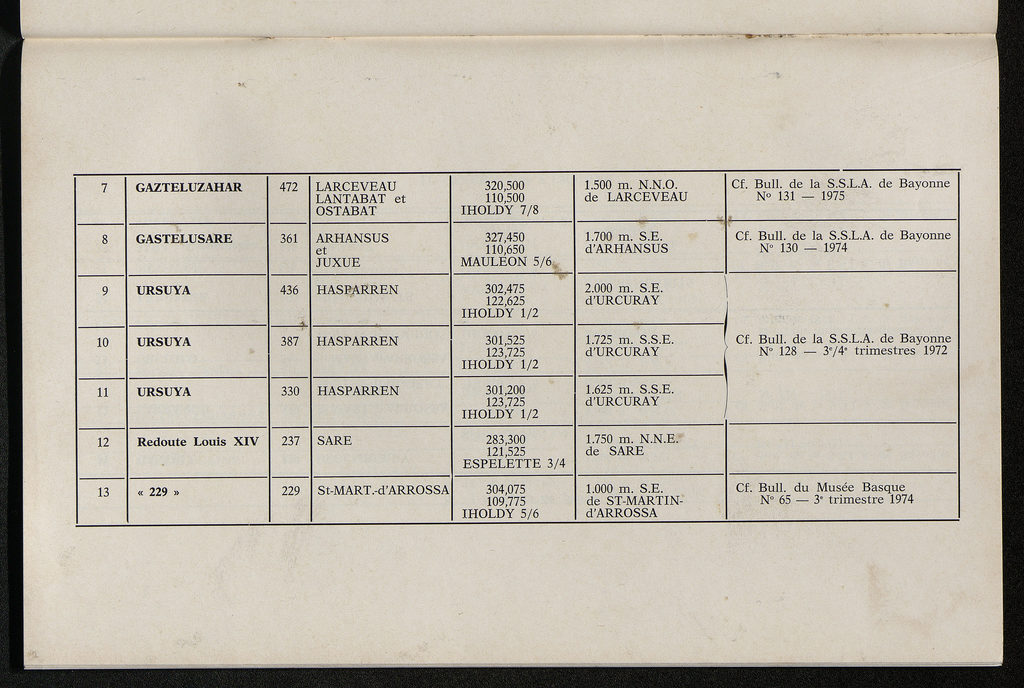 7 GAZTELUZAHAR 472 LARCEVEAU 320,500 1.500 m. N.N.O. Cf. Bull. de la S.S.L.A. de Bayonne
LANTABAT et 110,500 de LARCEVEAU N° 131 — 1975
OSTABAT IHOLDY 7/8
8 GASTELUSARE 361 ARHANSUS 327,450 1.700 m. S.E. Cf. Bull. de la S.S.L.A. de Bayonne
et 110,650 d'ARHANSUS N° 130 — 1974
JUXUE MAULEON 5/6
9 URSUYA 436 HASPARREN 302,475 2.000 m. S.E.
122,625 d'URCURAY
IHOLDY 1/2
10 URSUYA 387 HASPARREN 301,525 1.725 m. S.S.E. Cf. Bull. de la S.S.L.A. de Bayonne
123,725 d'URCURAY N° 128 — 3e/4e trimestres 1972
IHOLDY 1/2
11 URSUYA 330 HASPARREN 301,200 1.625 m. S.S.E.
123,725 d'URCURAY
IHOLDY 1/2
12 Redoute Louis XIV 237 SARE 283,300 1.750 m. N.N.E.
121,525 de SARE
ESPELETTE 3/4
13 « 229 » 229 St-MART.-d'ARROSSA 304,075 1.000 m. S.E. Cf. Bull. du Musée Basque
109,775 de ST-MARTIN- N° 65 — 3e trimestre 1974
IHOLDY 5/6 d'ARROSSA